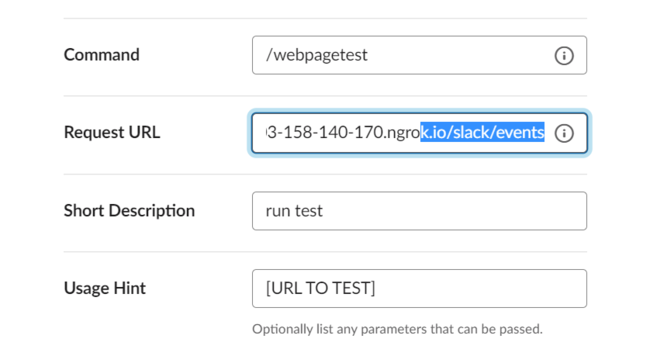 Command
/webpagetest
Request URL
3-158-140-170.ngrok.io/slack/events
Short Description
run test
Usage Hint
[URL TO TEST]
Optionally list any parameters that can be passed.